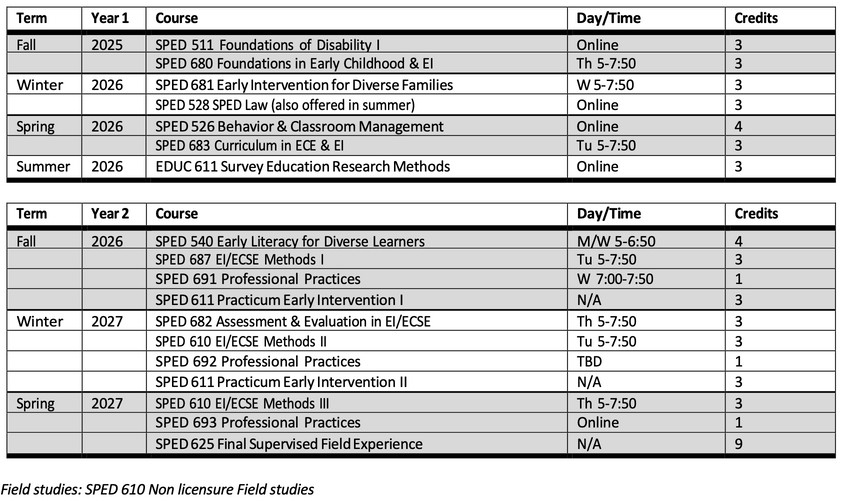 Term Year 1 Course Day/Time Credits
Fall 2025 SPED 511 Foundations of Disability I Online 3
SPED 680 Foundations in Early Childhood & EI Th 5-7:50 3
Winter 2026 SPED 681 Early Intervention for Diverse Families W 5-7:50 3
SPED 528 SPED Law (also offered in summer) Online 3
Spring 2026 SPED 526 Behavior & Classroom Management Online 4
SPED 683 Curriculum in ECE & EI Tu 5-7:50 3
Summer 2026 EDUC 611 Survey Education Research Methods Online 3
Term Year 2 Course Day/Time Credits
Fall 2026 SPED 540 Early Literacy for Diverse Learners M/W 5-6:50 4
SPED 687 EI/ECSE Methods I Tu 5-7:50 3
SPED 691 Professional Practices W 7:00-7:50 1
SPED 611 Practicum Early Intervention I N/A 3
Winter 2027 SPED 682 Assessment & Evaluation in EI/ECSE Th 5-7:50 3
SPED 610 EI/ECSE Methods II Tu 5-7:50 3
SPED 692 Professional Practices TBD 1
SPED 611 Practicum Early Intervention II N/A 3
Spring 2027 SPED 610 EI/ECSE Methods III Th 5-7:50 3
SPED 693 Professional Practices Online 1
SPED 625 Final Supervised Field Experience N/A 9
Field studies: SPED 610 Non licensure Field studies